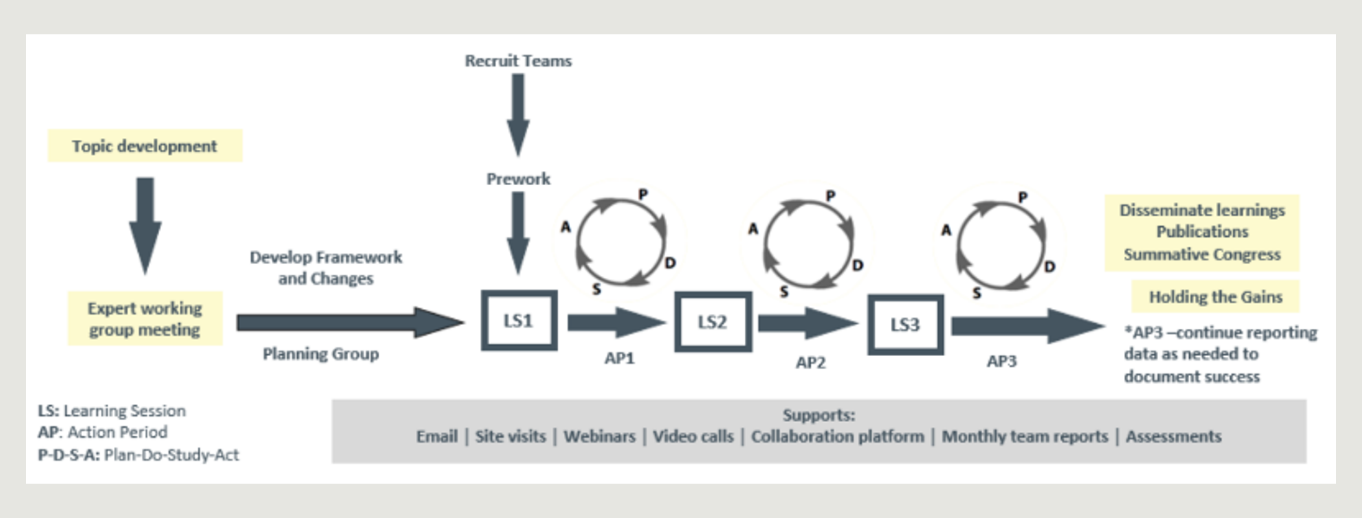 Recruit Teams
Topic development
Prework
P
A
D
S
P
A
D
S
P
A
D
S
Disseminate learnings
Publications
Summative Congress
Develop Framework
and Changes
Expert working
group meeting
Planning Group
LS1
AP1
LS2
AP2
LS3
AP3
Holding the Gains
*AP3 –continue reporting
data as needed to
document success
LS: Learning Session
AP: Action Period
P-D-S-A: Plan-Do-Study-Act
Supports:
Email | Site visits | Webinars | Video calls | Collaboration platform | Monthly team reports | Assessments